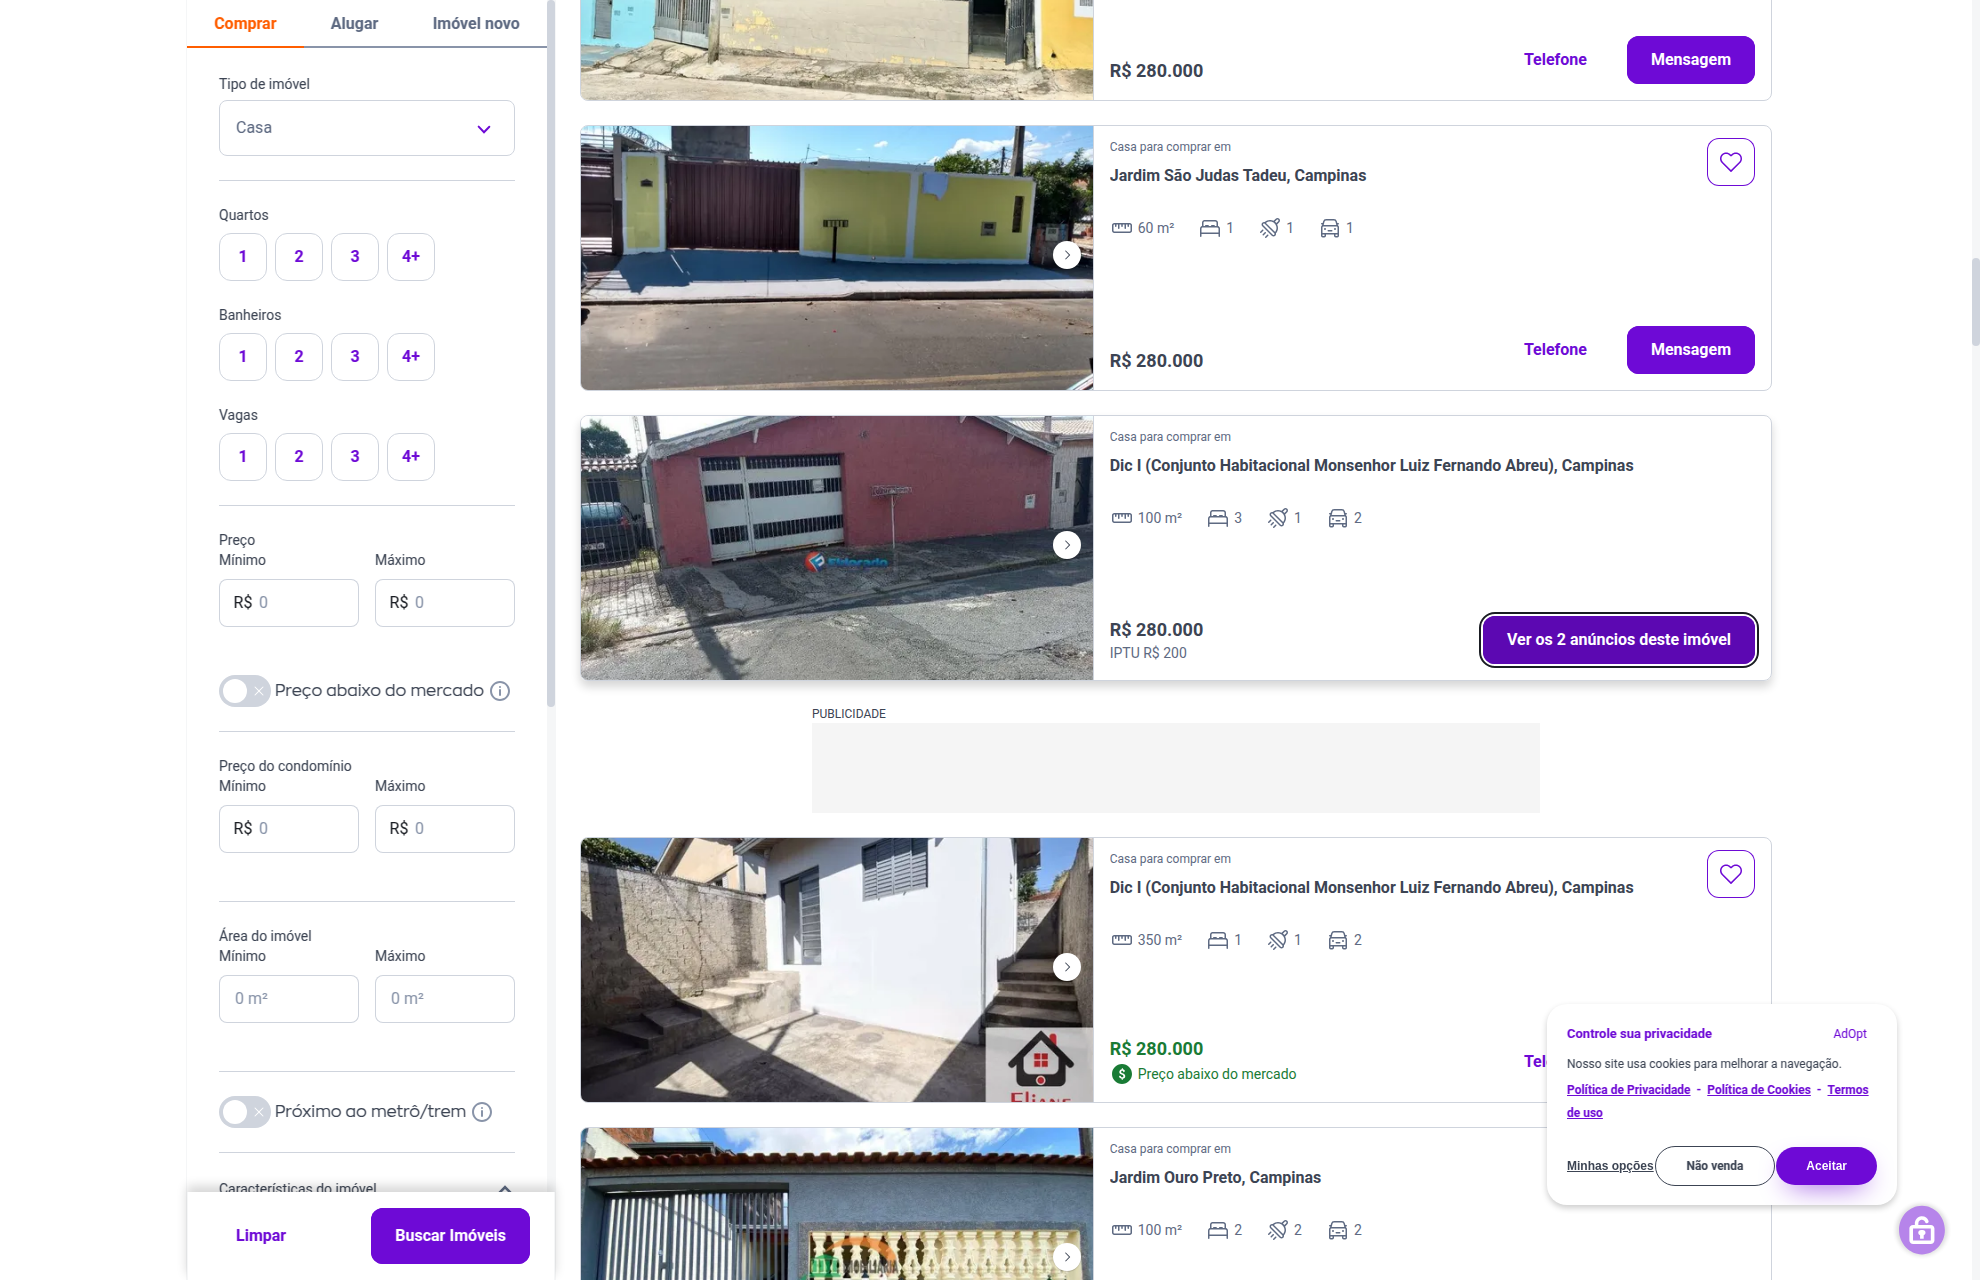 Comprar
Alugar
Imóvel novo
Tipo de imóvel
Casa
Quartos
1
2
3
4+
Banheiros
1
2
3
4+
Vagas
1
2
3
4+
Preço
Mínimo
Máximo
R$ 0
R$ 0
Preço abaixo do mercado
Preço do condomínio
Mínimo
Máximo
R$ 0
R$ 0
Área do imóvel
Mínimo
Máximo
0 m²
0 m²
Próximo ao metrô/trem
Características do imóvel
Limpar
Buscar Imóveis
R$ 280.000
Telefone
Mensagem
Casa para comprar em
Jardim São Judas Tadeu, Campinas
60 m²
1
1
1
R$ 280.000
Telefone
Mensagem
Eldorado
Casa para comprar em
Dic I (Conjunto Habitacional Monsenhor Luiz Fernando Abreu), Campinas
100 m²
3
1
2
R$ 280.000
IPTU R$ 200
Ver os 2 anúncios deste imóvel
PUBLICIDADE
Eliane
Casa para comprar em
Dic I (Conjunto Habitacional Monsenhor Luiz Fernando Abreu), Campinas
350 m²
1
1
2
R$ 280.000
Preço abaixo do mercado
Tel
Casa para comprar em
Jardim Ouro Preto, Campinas
100 m²
2
2
2
Controle sua privacidade
AdOpt
Nosso site usa cookies para melhorar a navegação.
Política de Privacidade - Política de Cookies - Termos
de uso
Minhas opções
Não venda
Aceitar